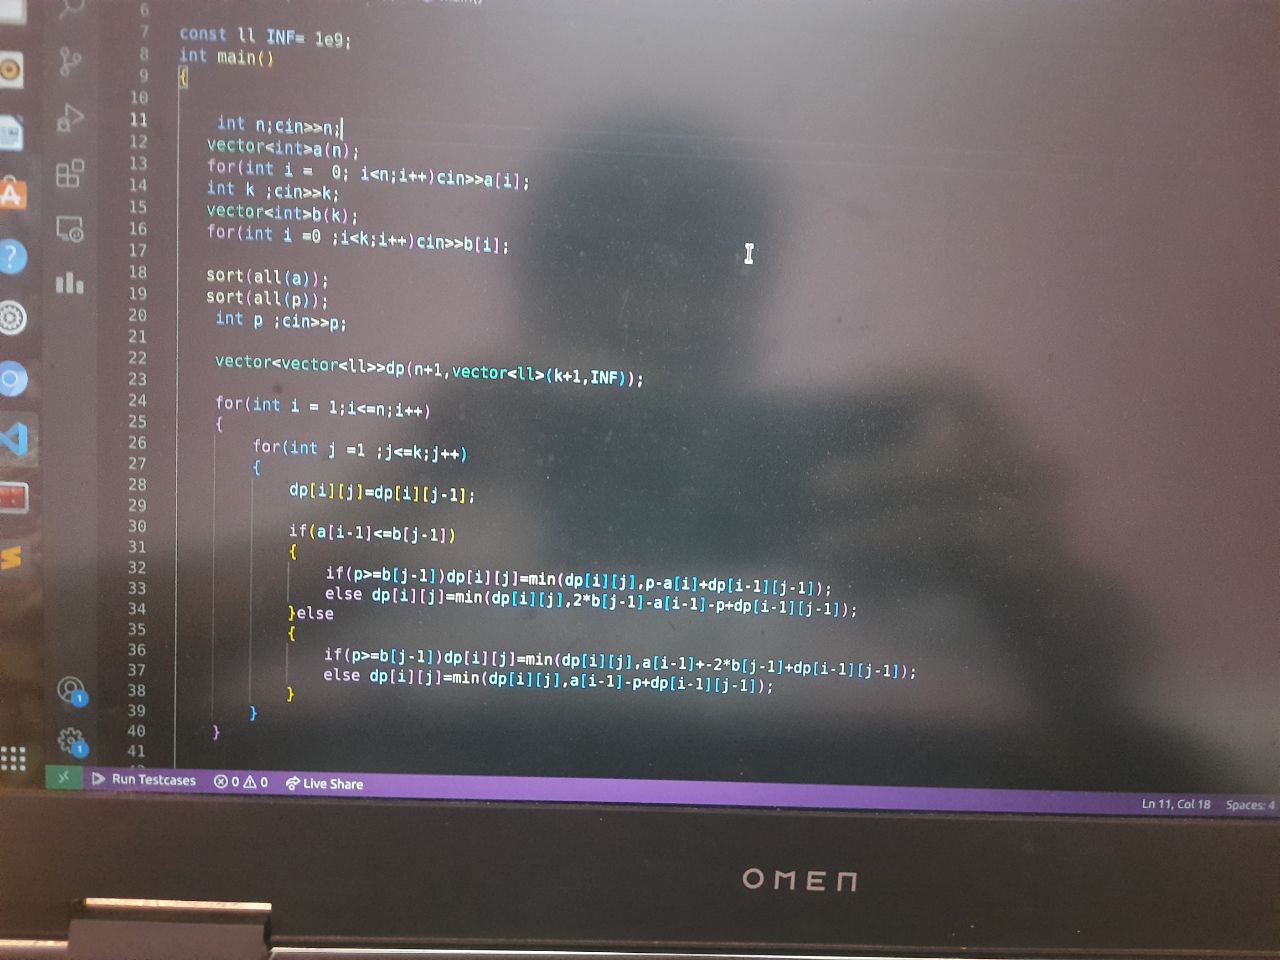 6
7 const ll INF= 1e9;
8 int main()
9 {
10
11 int n;cin>>n;
12 vector<int>a(n);
13 for(int i =  0; i<n;i++)cin>>a[i];
14 int k ;cin>>k;
15 vector<int>b(k);
16 for(int i =0 ;i<k;i++)cin>>b[i];
17
18 sort(all(a));
19 sort(all(p));
20 int p ;cin>>p;
21
22 vector<vector<ll>>dp(n+1,vector<ll>(k+1,INF));
23
24 for(int i = 1;i<=n;i++)
25 {
26 for(int j =1 ;j<=k;j++)
27 {
28 dp[i][j]=dp[i][j-1];
29
30 if(a[i-1]<=b[j-1])
31 {
32 if(p>=b[j-1])dp[i][j]=min(dp[i][j],p-a[i]+dp[i-1][j-1]);
33 else dp[i][j]=min(dp[i][j],2*b[j-1]-a[i-1]-p+dp[i-1][j-1]);
34 }else
35 {
36 if(p>=b[j-1])dp[i][j]=min(dp[i][j],a[i-1]+-2*b[j-1]+dp[i-1][j-1]);
37 else dp[i][j]=min(dp[i][j],a[i-1]-p+dp[i-1][j-1]);
38 }
39 }
40 }
41
Run Testcases 0 0 Live Share
Ln 11, Col 18 Spaces: 4
OMEN